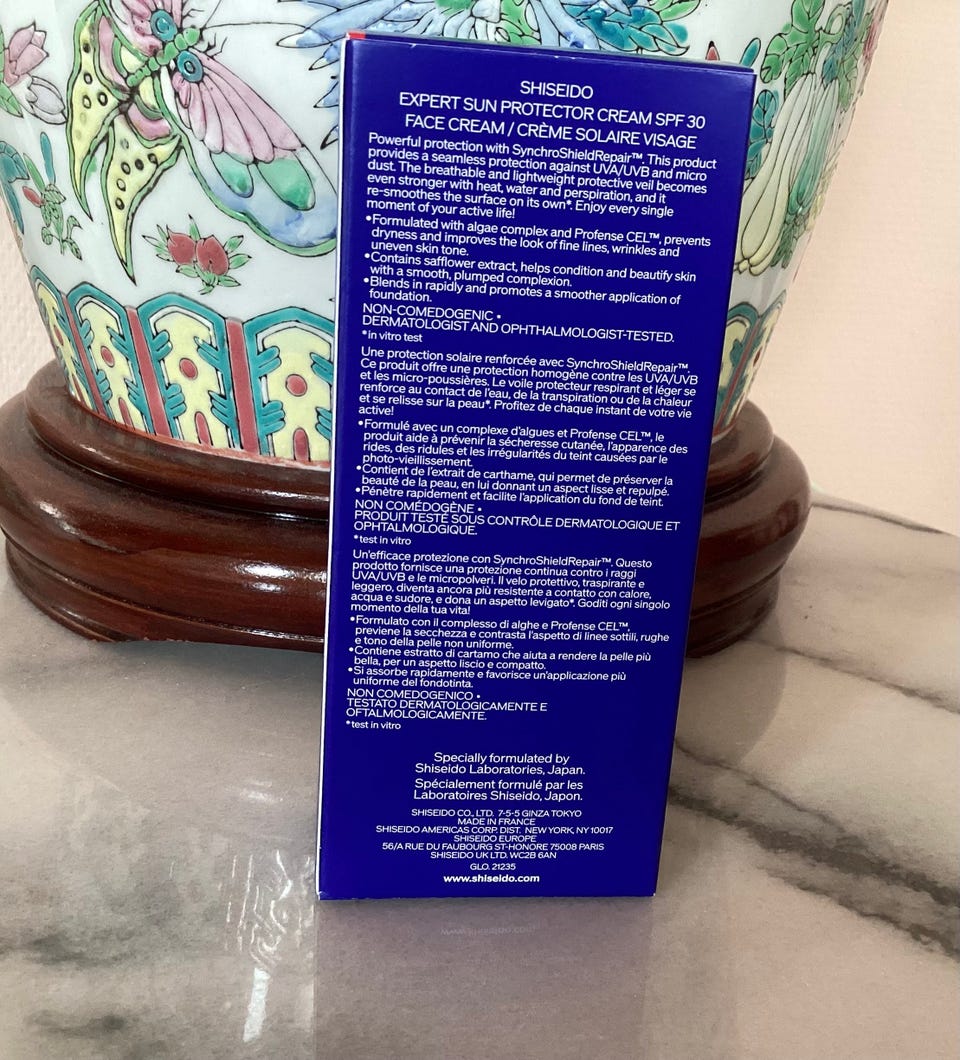 SHISEIDO
EXPERT SUN PROTECTOR CREAM SPF 30
FACE CREAM / CRÈME SOLAIRE VISAGE
Powerful protection with SynchroShieldRepair™. This product
provides a seamless protection against UVA/UVB and micro
dust. The breathable and lightweight protective veil becomes
even stronger with heat, water and perspiration, and it
re-smoothes the surface on its own*. Enjoy every single
moment of your active life!
•Formulated with algae complex and Profense CEL™, prevents
dryness and improves the look of fine lines, wrinkles and
uneven skin tone.
•Contains safflower extract, helps condition and beautify skin
with a smooth, plumped complexion.
•Blends in rapidly and promotes a smoother application of
foundation.
NON-COMEDOGENIC •
DERMATOLOGIST AND OPHTHALMOLOGIST-TESTED.
*in vitro test
Une protection solaire renforcée avec SynchroShieldRepair™.
Ce produit offre une protection homogène contre les UVA/UVB
et les micro-poussières. Le voile protecteur respirant et léger se
renforce au contact de l'eau, de la transpiration ou de la chaleur
et se relisse sur la peau*. Profitez de chaque instant de votre vie
active!
•Formulé avec un complexe d'algues et Profense CEL™, le
produit aide à prévenir la sécheresse cutanée, l'apparence des
rides, des ridules et les irrégularités du teint causées par le
photo-vieillissement.
•Contient de l'extrait de carthame, qui permet de préserver la
beauté de la peau, en lui donnant un aspect lisse et repulpé.
•Pénètre rapidement et facilite l'application du fond de teint.
NON COMÉDOGÈNE •
PRODUIT TESTÉ SOUS CONTRÔLE DERMATOLOGIQUE ET
OPHTALMOLOGIQUE.
*test in vitro
Un'efficace protezione con SynchroShieldRepair™. Questo
prodotto fornisce una protezione continua contro i raggi
UVA/UVB e le micropolveri. Il velo protettivo, traspirante e
leggero, diventa ancora più resistente a contatto con calore,
acqua e sudore, e dona un aspetto levigato*. Goditi ogni singolo
momento della tua vita!
•Formulato con il complesso di alghe e Profense CEL™,
previene la secchezza e contrasta l'aspetto di linee sottili, rughe
e tono della pelle non uniforme.
•Contiene estratto di cartamo che aiuta a rendere la pelle più
bella, per un aspetto liscio e compatto.
•Si assorbe rapidamente e favorisce un'applicazione più
uniforme del fondotinta.
NON COMEDOGENICO •
TESTATO DERMATOLOGICAMENTE E
OFTALMOLOGICAMENTE.
*test in vitro
Specially formulated by
Shiseido Laboratories, Japan.
Spécialement formulé par les
Laboratoires Shiseido, Japon.
SHISEIDO CO., LTD. 7-5-5 GINZA TOKYO
MADE IN FRANCE
SHISEIDO AMERICAS CORP. DIST. NEW YORK, NY 10017
SHISEIDO EUROPE
56/A RUE DU FAUBOURG ST-HONORE 75008 PARIS
SHISEIDO UK LTD. WC2B 6AN
GLO. 21235
www.shiseido.com